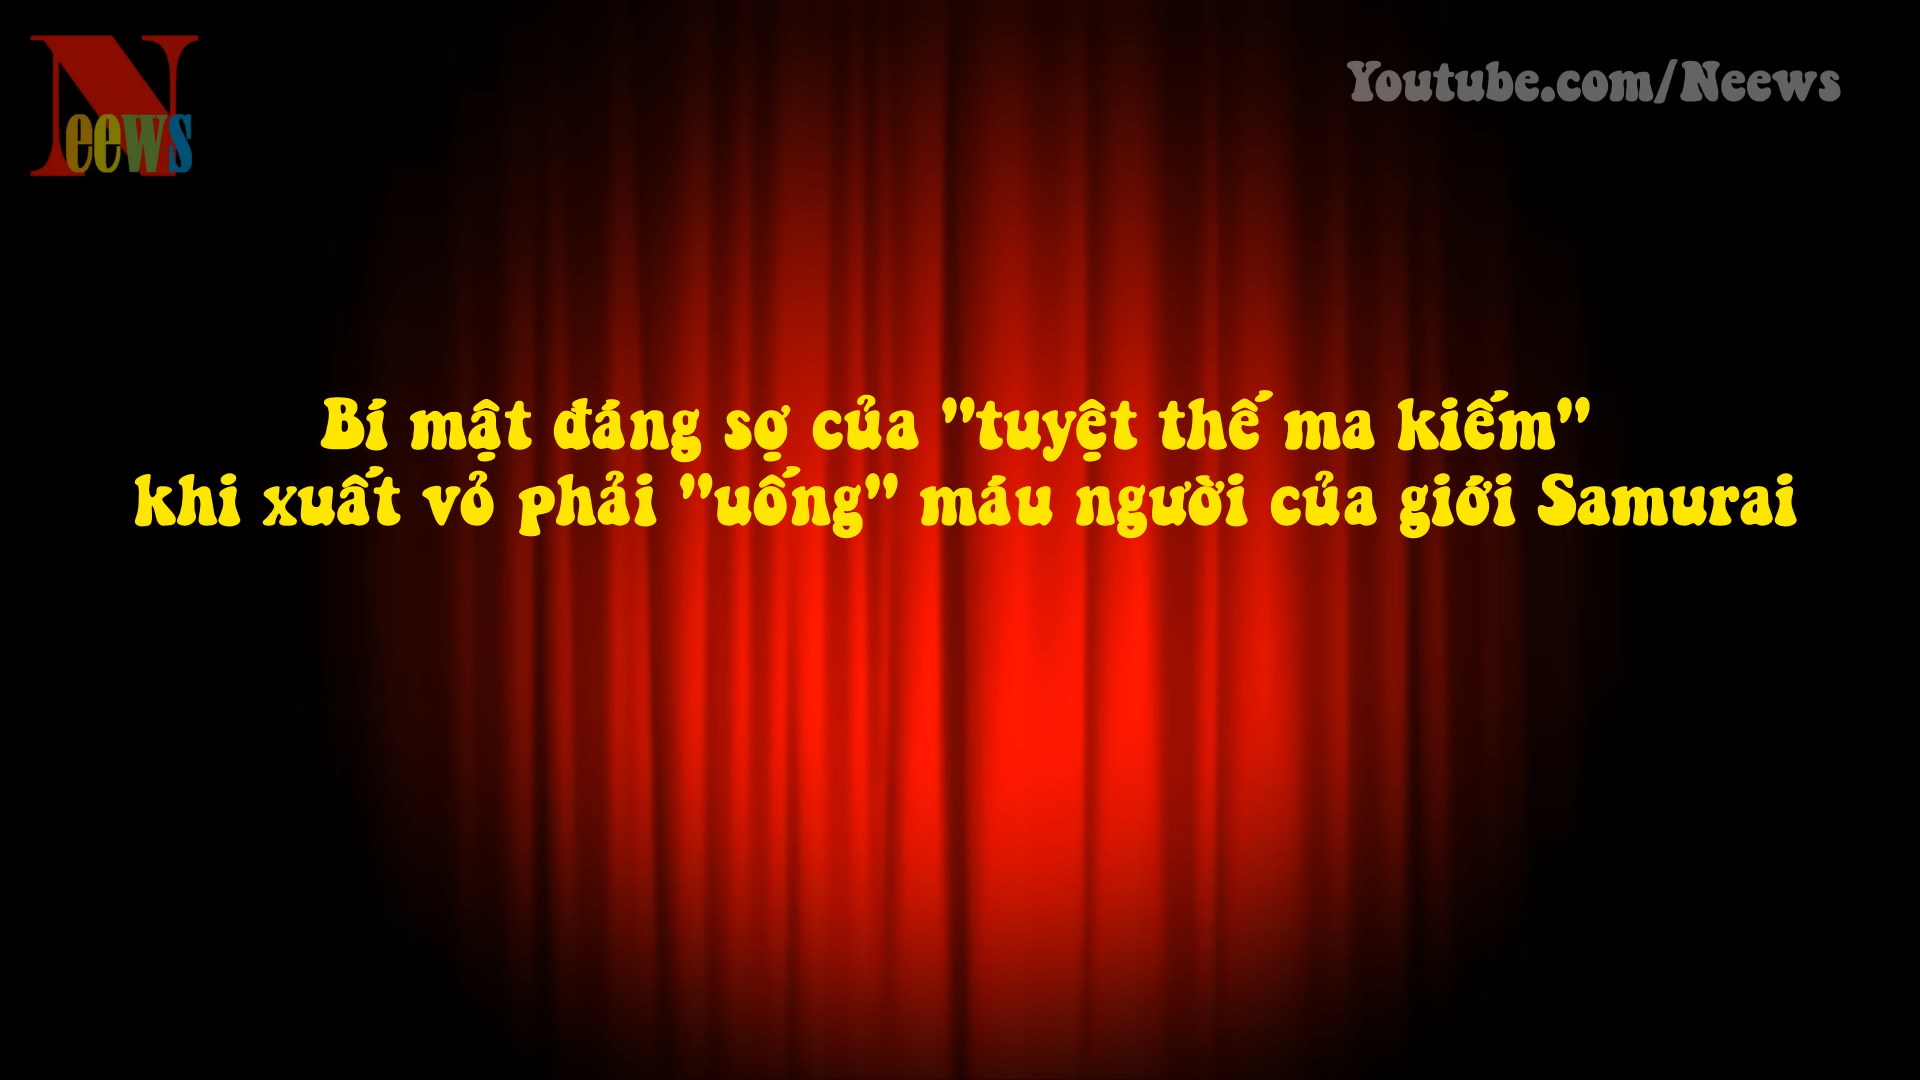 Neews
Youtube.com/Neews
Bí mật đáng sợ của "tuyệt thế ma kiếm"
khi xuất vỏ phải "uống" máu người của giới Samurai